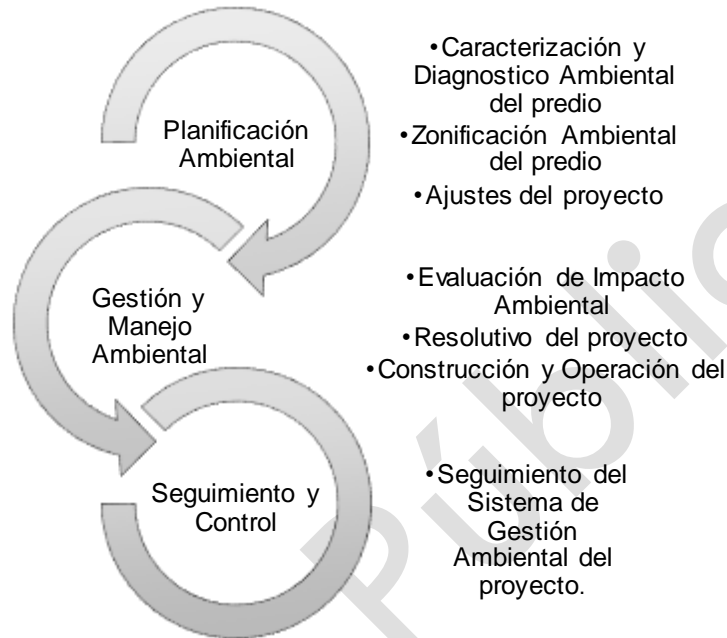 Planificación
Ambiental
•Caracterización y
Diagnostico Ambiental
del predio
•Zonificación Ambiental
del predio
•Ajustes del proyecto
Gestión y
Manejo
Ambiental
•Evaluación de Impacto
Ambiental
•Resolutivo del proyecto
•Construcción y Operación del
proyecto
Seguimiento y
Control
•Seguimiento del
Sistema de
Gestión
Ambiental del
proyecto.